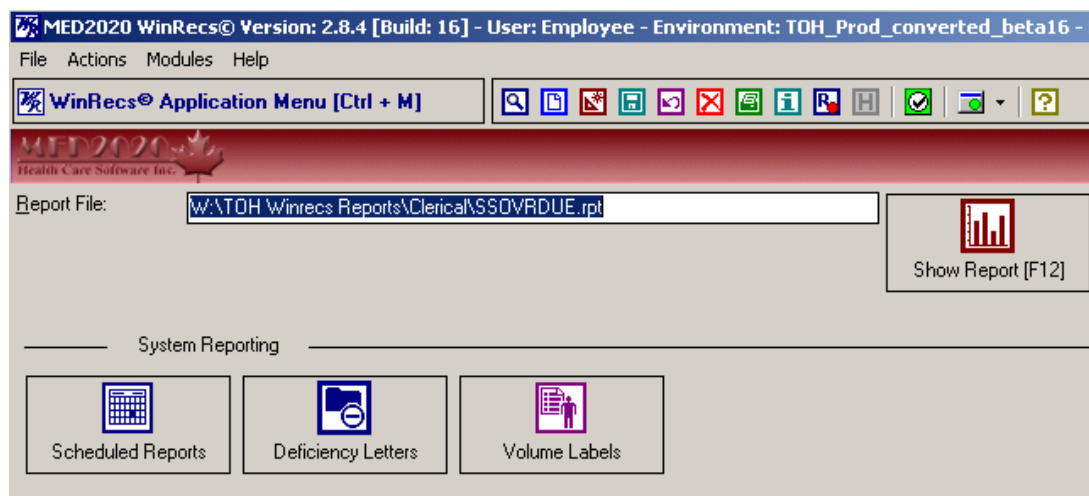 MED2020 WinRecs© Version: 2.8.4 [Build: 16] - User: Employee - Environment: TOH_Prod_converted_beta16 -
File Actions Modules Help
WinRecs© Application Menu [Ctrl + M]
MED2020
Health Care Software Inc.
Report File: W:\TOH Winrecs Reports\Clerical\SSOVRDUE.rpt
Show Report [F12]
System Reporting
Scheduled Reports Deficiency Letters Volume Labels